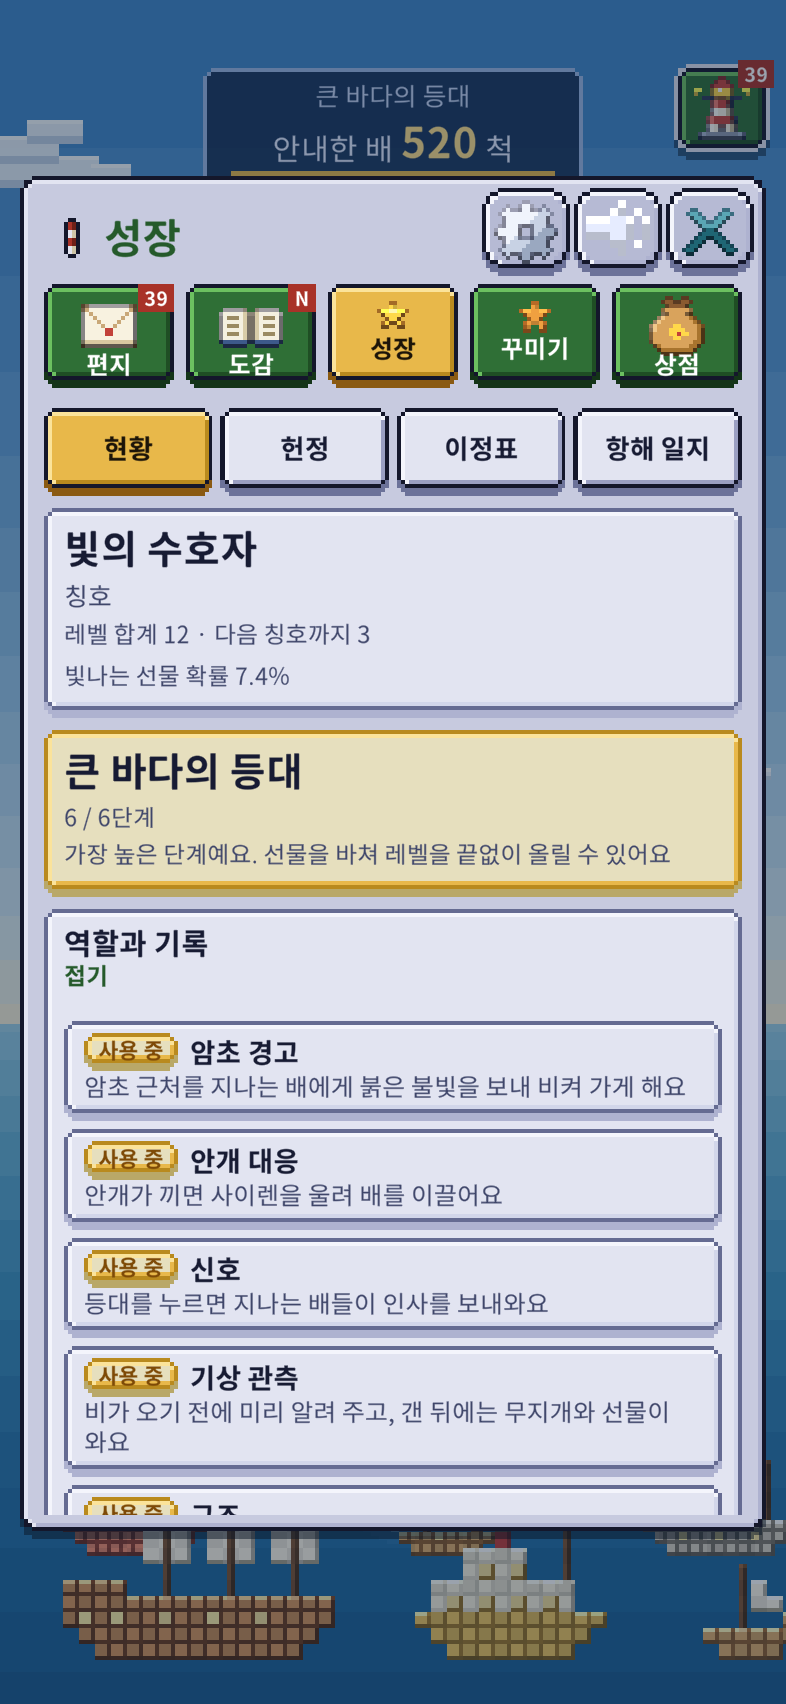 큰 바다의 등대
39
안내한 배 520 척
성장
39
N
편지
도감
성장
꾸미기
상점
현황
헌정
이정표
항해 일지
빛의 수호자
칭호
레벨 합계 12 · 다음 칭호까지 3
빛나는 선물 확률 7.4%
큰 바다의 등대
6 / 6단계
가장 높은 단계예요. 선물을 바쳐 레벨을 끝없이 올릴 수 있어요
역할과 기록
접기
사용 중 암초 경고
암초 근처를 지나는 배에게 붉은 불빛을 보내 비켜 가게 해요
사용 중 안개 대응
안개가 끼면 사이렌을 울려 배를 이끌어요
사용 중 신호
등대를 누르면 지나는 배들이 인사를 보내와요
사용 중 기상 관측
비가 오기 전에 미리 알려 주고, 갠 뒤에는 무지개와 선물이
와요
사용 중